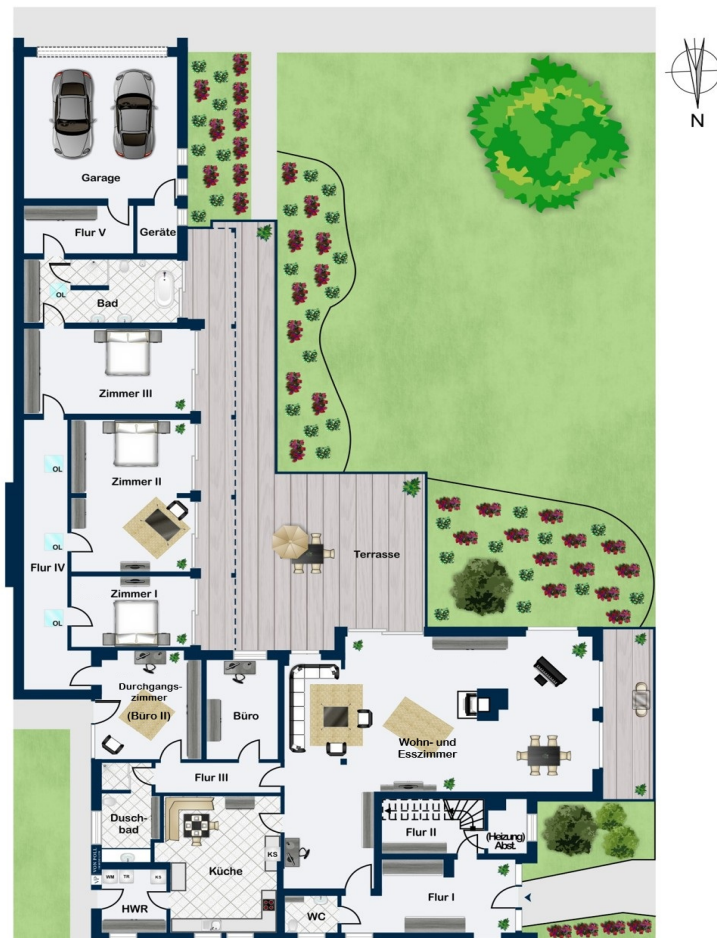 N
Garage
Flur V
Geräte
OL
Bad
Zimmer III
OL
Zimmer II
OL
Flur IV
Terrasse
Zimmer I
OL
Durchgangs-
zimmer
(Büro II)
Büro
Wohn- und
Esszimmer
Flur III
Dusch-
bad
Flur II
(Heizung)
Abst.
KS
Küche
VON POLL
WM
TR
KS
HWR
WC
Flur I